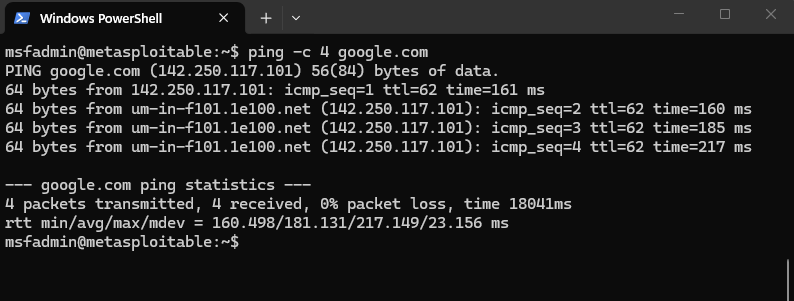 Windows PowerShell
msfadmin@metasploitable:~$ ping -c 4 google.com
PING google.com (142.250.117.101) 56(84) bytes of data.
64 bytes from 142.250.117.101: icmp_seq=1 ttl=62 time=161 ms
64 bytes from um-in-f101.1e100.net (142.250.117.101): icmp_seq=2 ttl=62 time=160 ms
64 bytes from um-in-f101.1e100.net (142.250.117.101): icmp_seq=3 ttl=62 time=185 ms
64 bytes from um-in-f101.1e100.net (142.250.117.101): icmp_seq=4 ttl=62 time=217 ms

--- google.com ping statistics ---
4 packets transmitted, 4 received, 0% packet loss, time 18041ms
rtt min/avg/max/mdev = 160.498/181.131/217.149/23.156 ms
msfadmin@metasploitable:~$